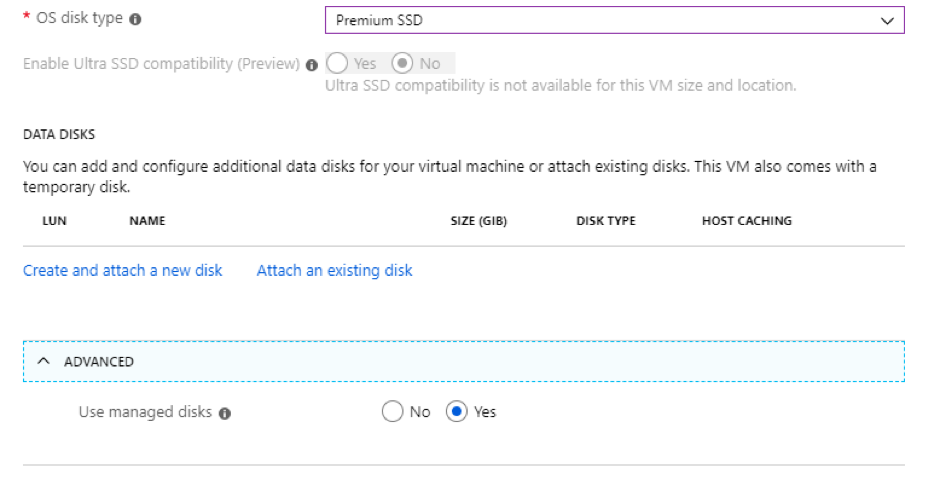 * OS disk type
Premium SSD
Enable Ultra SSD compatibility (Preview)
Yes
No
Ultra SSD compatibility is not available for this VM size and location.
DATA DISKS
You can add and configure additional data disks for your virtual machine or attach existing disks. This VM also comes with a
temporary disk.
LUN NAME SIZE (GIB) DISK TYPE HOST CACHING
Create and attach a new disk Attach an existing disk
ADVANCED
Use managed disks
No
Yes